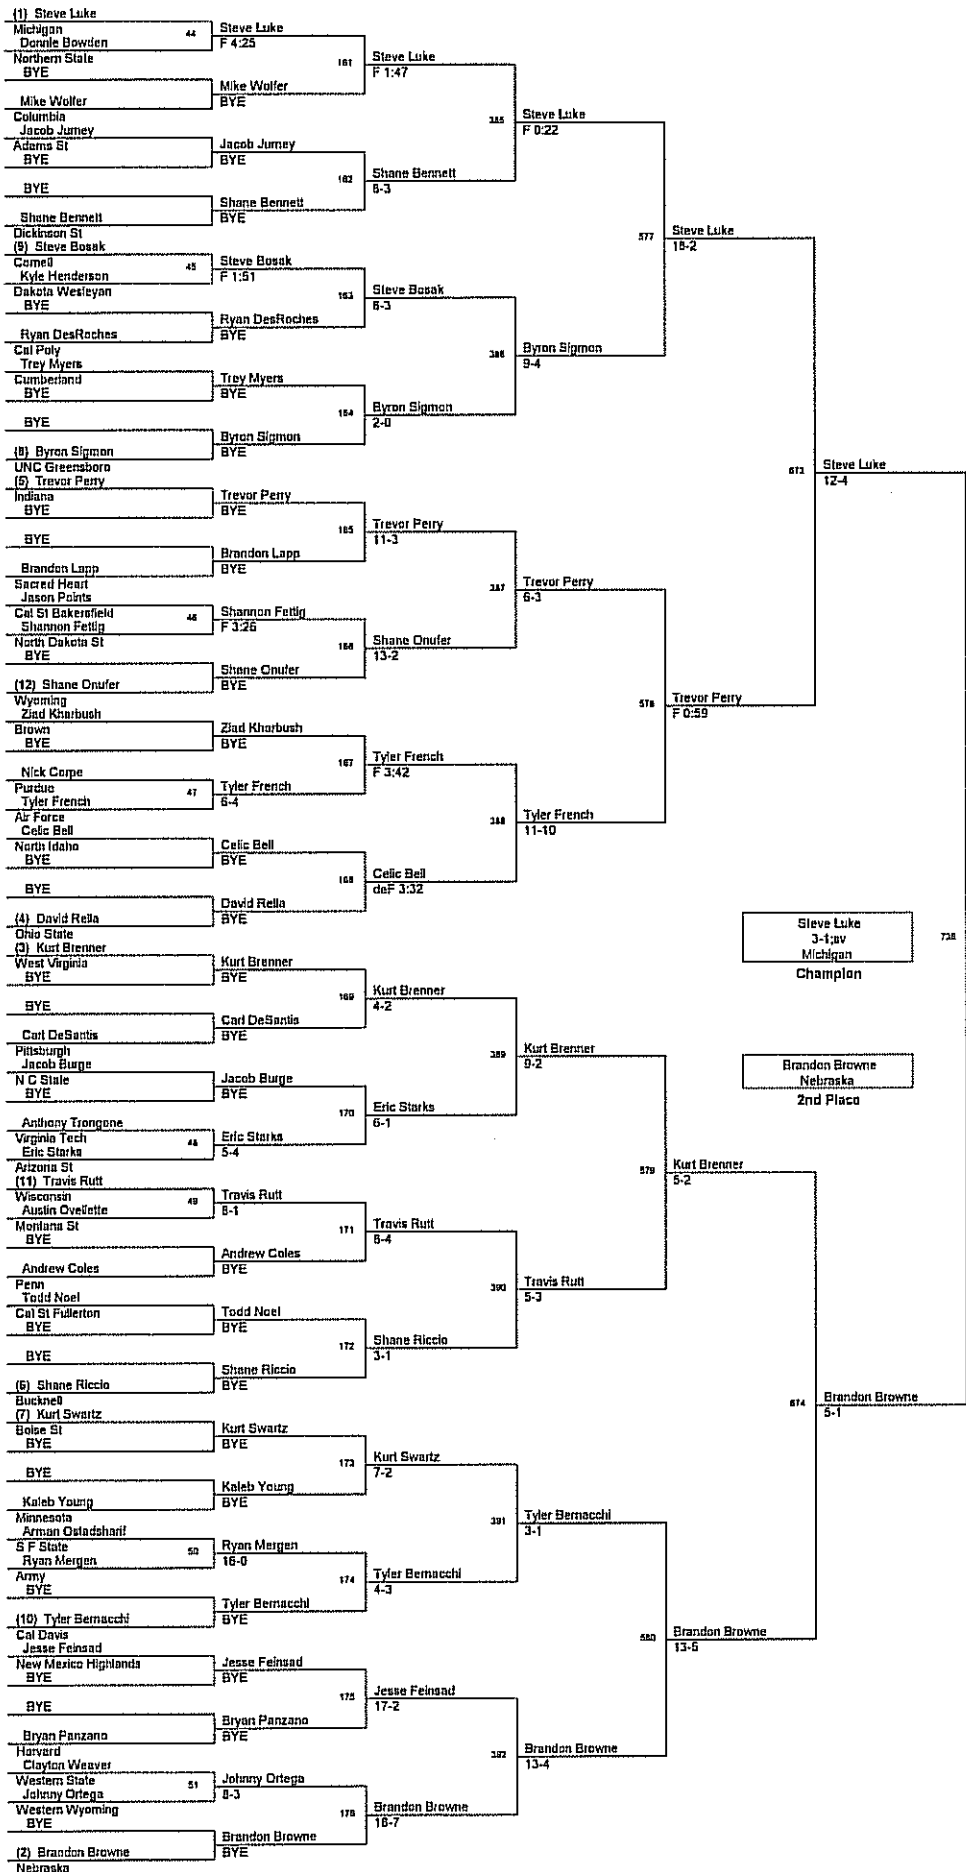 (1) Steve Luke
Michigan
Donnie Bowden
Northern State
BYE
Mike Wolfer
Columbia
Jacob Jumey
Adams St
BYE
BYE
Shane Bennett
Dickinson St
(9) Steve Bosak
Cornell
Kyle Henderson
Dakota Wesleyan
BYE
Ryan DesRoches
Cal Poly
Trey Myers
Cumberland
BYE
BYE
(8) Byron Sigmon
UNC Greensboro
(5) Trevor Perry
Indiana
BYE
BYE
Brandon Lapp
Sacred Heart
Jason Points
Cal St Bakersfield
Shannon Fettig
North Dakota St
BYE
(12) Shane Onufer
Wyoming
Ziad Kharbush
Brown
BYE
Nick Corpe
Purdue
Tyler French
Air Force
Celic Bell
North Idaho
BYE
BYE
(4) David Rella
Ohio State
(3) Kurt Brenner
West Virginia
BYE
BYE
Carl DeSantis
Pittsburgh
Jacob Burge
N C State
BYE
Anthony Trongone
Virginia Tech
Eric Starks
Arizona St
(11) Travis Rutt
Wisconsin
Austin Ovellette
Montana St
BYE
Andrew Coles
Penn
Todd Noel
Cal St Fullerton
BYE
BYE
(6) Shane Riccio
Bucknell
(7) Kurt Swartz
Boise St
BYE
BYE
Kaleb Young
Minnesota
Arman Ostadsharif
S F State
Ryan Mergen
Army
BYE
(10) Tyler Bernacchi
Cal Davis
Jesse Feinsad
New Mexico Highlands
BYE
BYE
Bryan Panzano
Harvard
Clayton Weaver
Western State
Johnny Ortega
Western Wyoming
BYE
(2) Brandon Browne
Nebraska
44
45
46
47
48
49
50
51
Steve Luke
F 4:25
Mike Wolfer
BYE
Jacob Jumey
BYE
Shane Bennett
BYE
Steve Bosak
F 1:51
Ryan DesRoches
BYE
Trey Myers
BYE
Byron Sigmon
BYE
Trevor Perry
BYE
Brandon Lapp
BYE
Shannon Fettig
F 3:26
Shane Onufer
BYE
Ziad Kharbush
BYE
Tyler French
6-4
Celic Bell
BYE
David Rella
BYE
Kurt Brenner
BYE
Carl DeSantis
BYE
Jacob Burge
BYE
Eric Starks
5-4
Travis Rutt
8-1
Andrew Coles
BYE
Todd Noel
BYE
Shane Riccio
BYE
Kurt Swartz
BYE
Kaleb Young
BYE
Ryan Mergen
16-0
Tyler Bernacchi
BYE
Jesse Feinsad
BYE
Bryan Panzano
BYE
Johnny Ortega
8-3
Brandon Browne
BYE
161
162
163
164
165
166
167
168
169
170
171
172
173
174
175
176
Steve Luke
F 1:47
Shane Bennett
6-3
Steve Bosak
6-3
Byron Sigmon
2-0
Trevor Perry
11-3
Shane Onufer
13-2
Tyler French
F 3:42
Celic Bell
deF 3:32
Kurt Brenner
4-2
Eric Starks
6-1
Travis Rutt
6-4
Shane Riccio
3-1
Kurt Swartz
7-2
Tyler Bernacchi
4-3
Jesse Feinsad
17-2
Brandon Browne
18-7
385
386
387
388
389
390
391
392
Steve Luke
F 0:22
Byron Sigmon
9-4
Trevor Perry
6-3
Tyler French
11-10
Kurt Brenner
9-2
Travis Rutt
5-3
Tyler Bernacchi
3-1
Brandon Browne
13-4
577
578
579
580
Steve Luke
18-2
Trevor Perry
F 0:59
Kurt Brenner
5-2
Brandon Browne
13-5
673
674
Steve Luke
12-4
Brandon Browne
5-1
738
Steve Luke
3-1;sv
Michigan
Champion
Brandon Browne
Nebraska
2nd Place